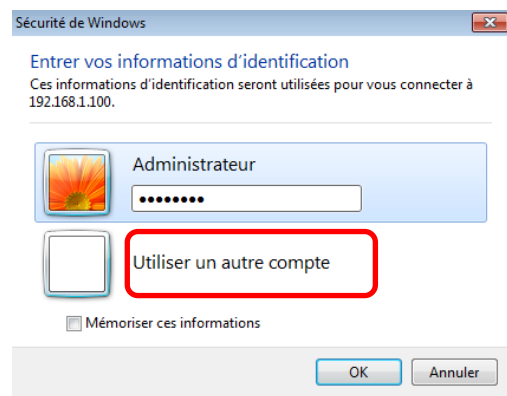 Sécurité de Windows
Entrer vos informations d'identification
Ces informations d'identification seront utilisées pour vous connecter à
192.168.1.100.
Administrateur
••••••••
Utiliser un autre compte
Mémoriser ces informations
OK Annuler